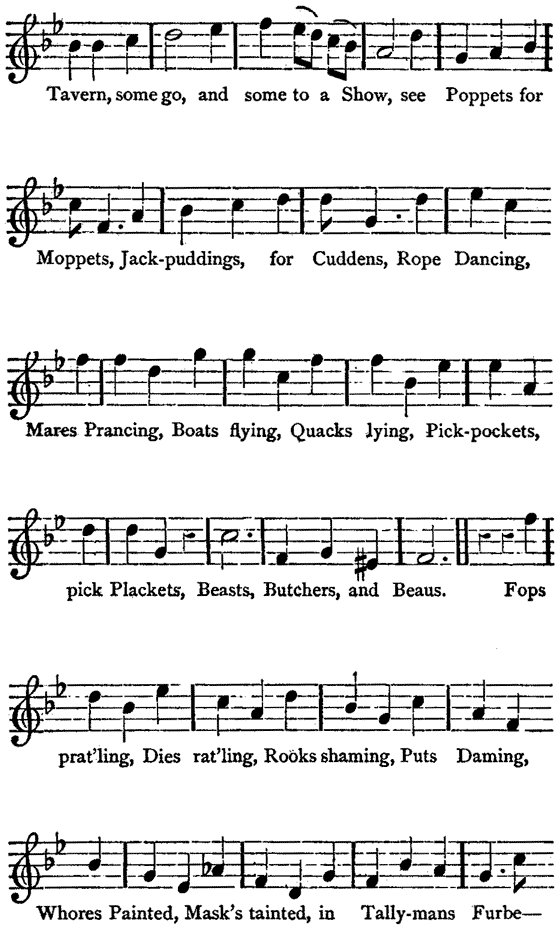 Tavern, some go, and some to a Show, see Poppets for
Moppets, Jack-puddings, for Cuddens, Rope Dancing,
Mares Prancing, Boats flying, Quacks lying, Pick-pockets,
pick Plackets, Beasts, Butchers, and Beaus. Fops
prat'ling, Dies rat'ling, Rooks shaming, Puts Daming,
Whores Painted, Mask's tainted, in Tally-mans Furbe—